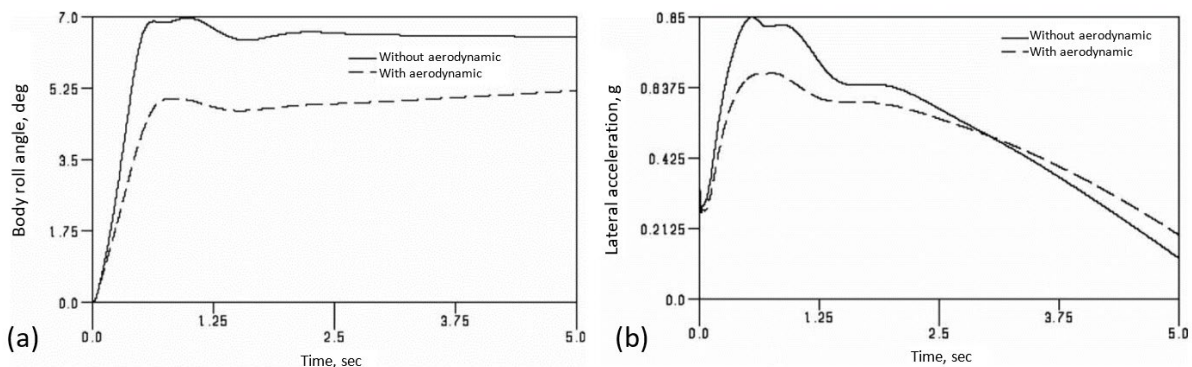 7.0
5.25
3.5
1.75
0.0
Body roll angle, deg
Without aerodynamic
With aerodynamic
0.0 1.25 2.5 3.75 5.0
Time, sec
(a)
0.85
0.8375
0.425
0.2125
0.0
Lateral acceleration, g
Without aerodynamic
With aerodynamic
0.0 1.25 2.5 3.75 5.0
Time, sec
(b)